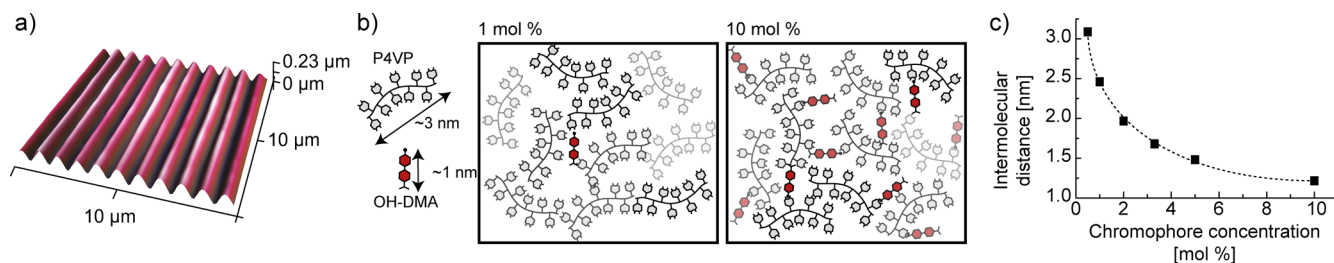 a)
0.23 µm
0 µm
10 µm
10 µm
b)
P4VP
~3 nm
~1 nm
OH-DMA
1 mol %
10 mol %
c)
Intermolecular
distance [nm]
3.0
2.5
2.0
1.5
1.0
0
2
4
6
8
10
Chromophore concentration
[mol %]